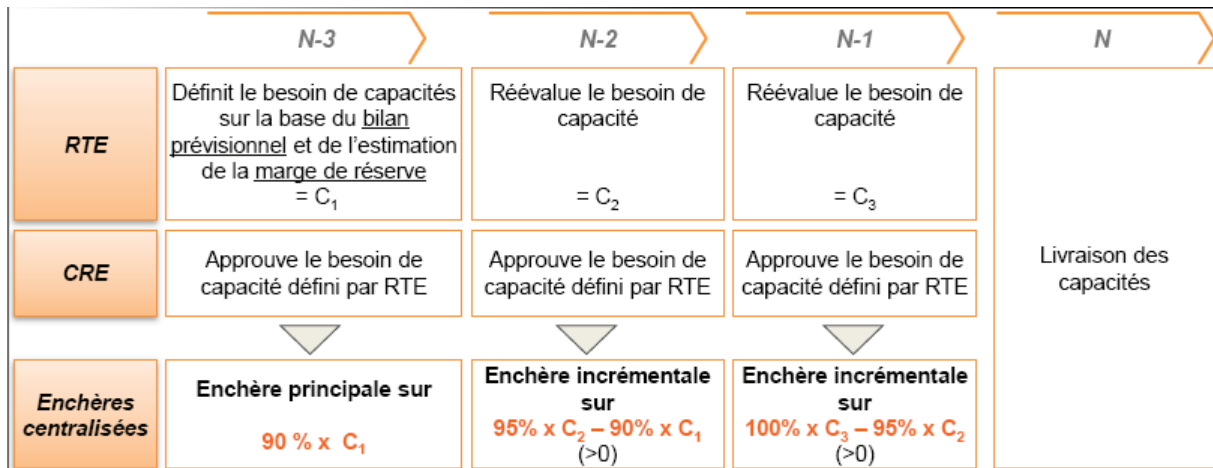 N-3
N-2
N-1
N
RTE
Définit le besoin de capacités
sur la base du bilan
prévisionnel et de l'estimation
de la marge de réserve
= C₁
Réévalue le besoin de
capacité
= C₂
Réévalue le besoin de
capacité
= C₃
Livraison des
capacités
CRE
Approuve le besoin de
capacité défini par RTE
Approuve le besoin de
capacité défini par RTE
Approuve le besoin de
capacité défini par RTE
Enchères
centralisées
Enchère principale sur
90 % x C₁
Enchère incrémentale
sur
95% x C₂ – 90% x C₁
(>0)
Enchère incrémentale
sur
100% x C₃ – 95% x C₂
(>0)